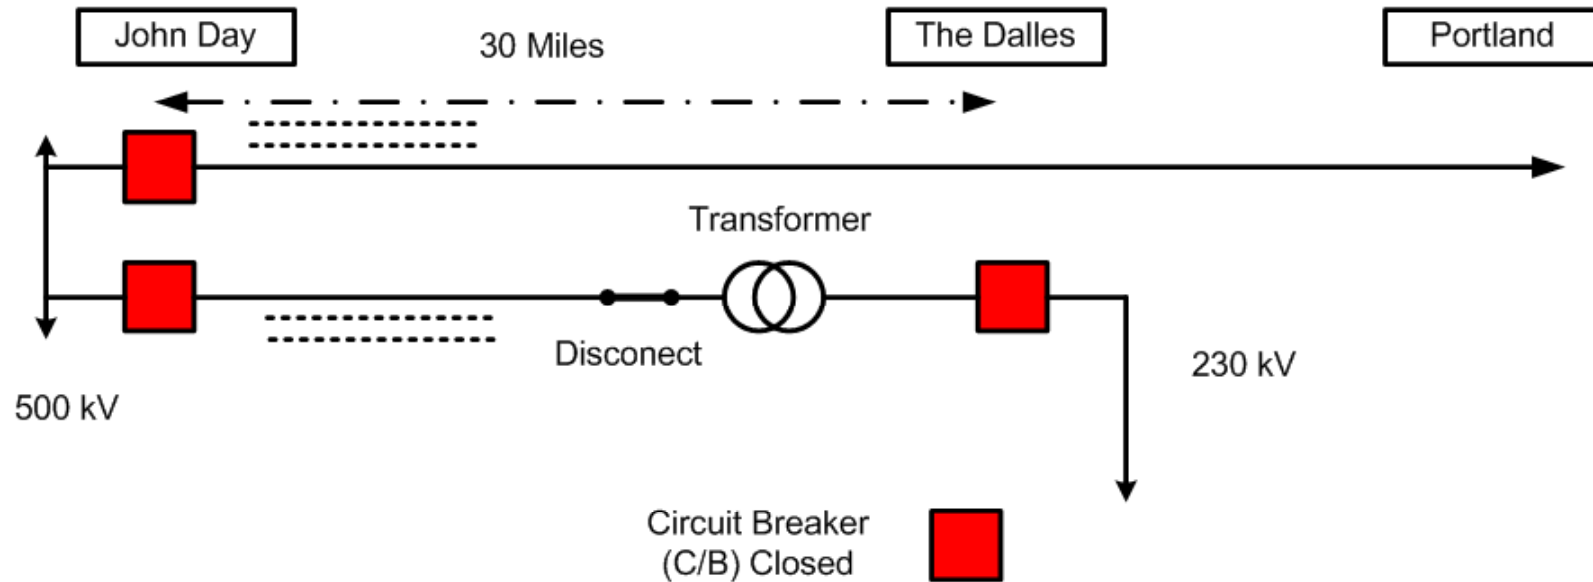 John Day
30 Miles
The Dalles
Portland
Transformer
Disconect
230 kV
500 kV
Circuit Breaker
(C/B) Closed